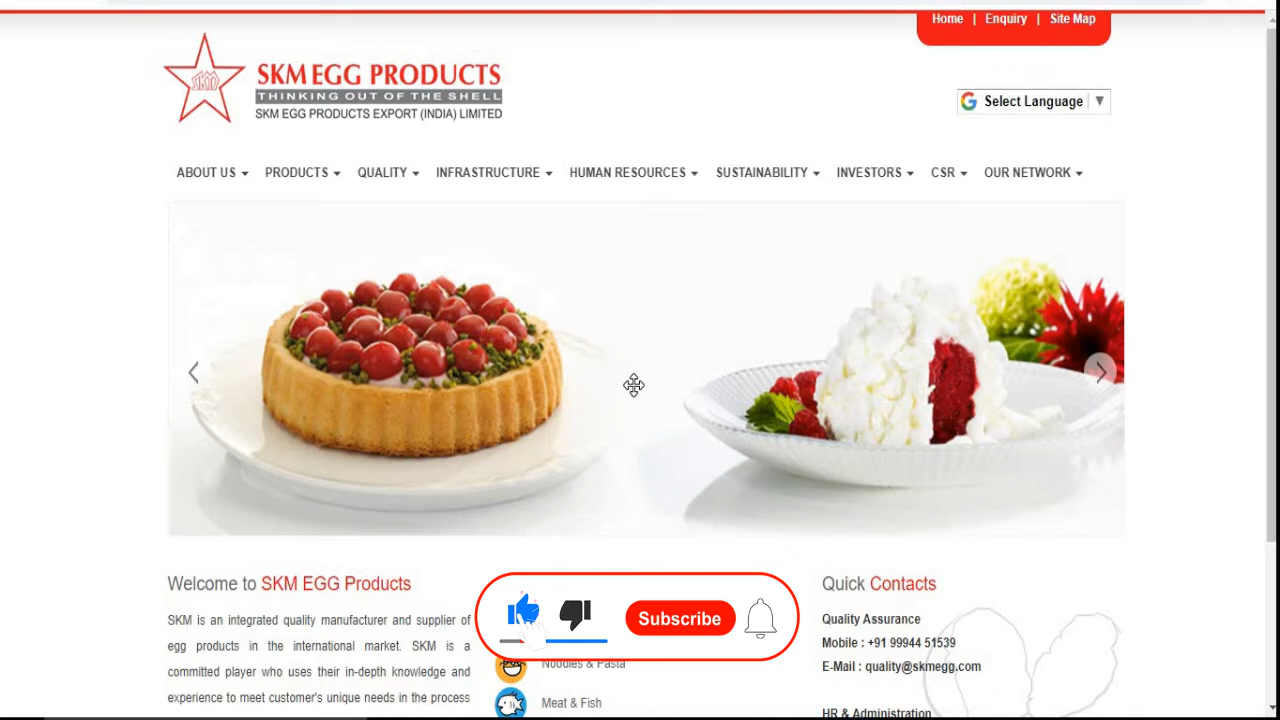 Home | Enquiry | Site Map
SKM
SKM EGG PRODUCTS
THINKING OUT OF THE SHELL
SKM EGG PRODUCTS EXPORT (INDIA) LIMITED
Select Language
ABOUT US PRODUCTS QUALITY INFRASTRUCTURE HUMAN RESOURCES SUSTAINABILITY INVESTORS CSR OUR NETWORK
Welcome to SKM EGG Products
SKM is an integrated quality manufacturer and supplier of
egg products in the international market. SKM is a
committed player who uses their in-depth knowledge and
experience to meet customer's unique needs in the process
Subscribe
Noodles & Pasta
Meat & Fish
Quick Contacts
Quality Assurance
Mobile : +91 99944 51539
E-Mail : quality@skmegg.com
HR & Administration